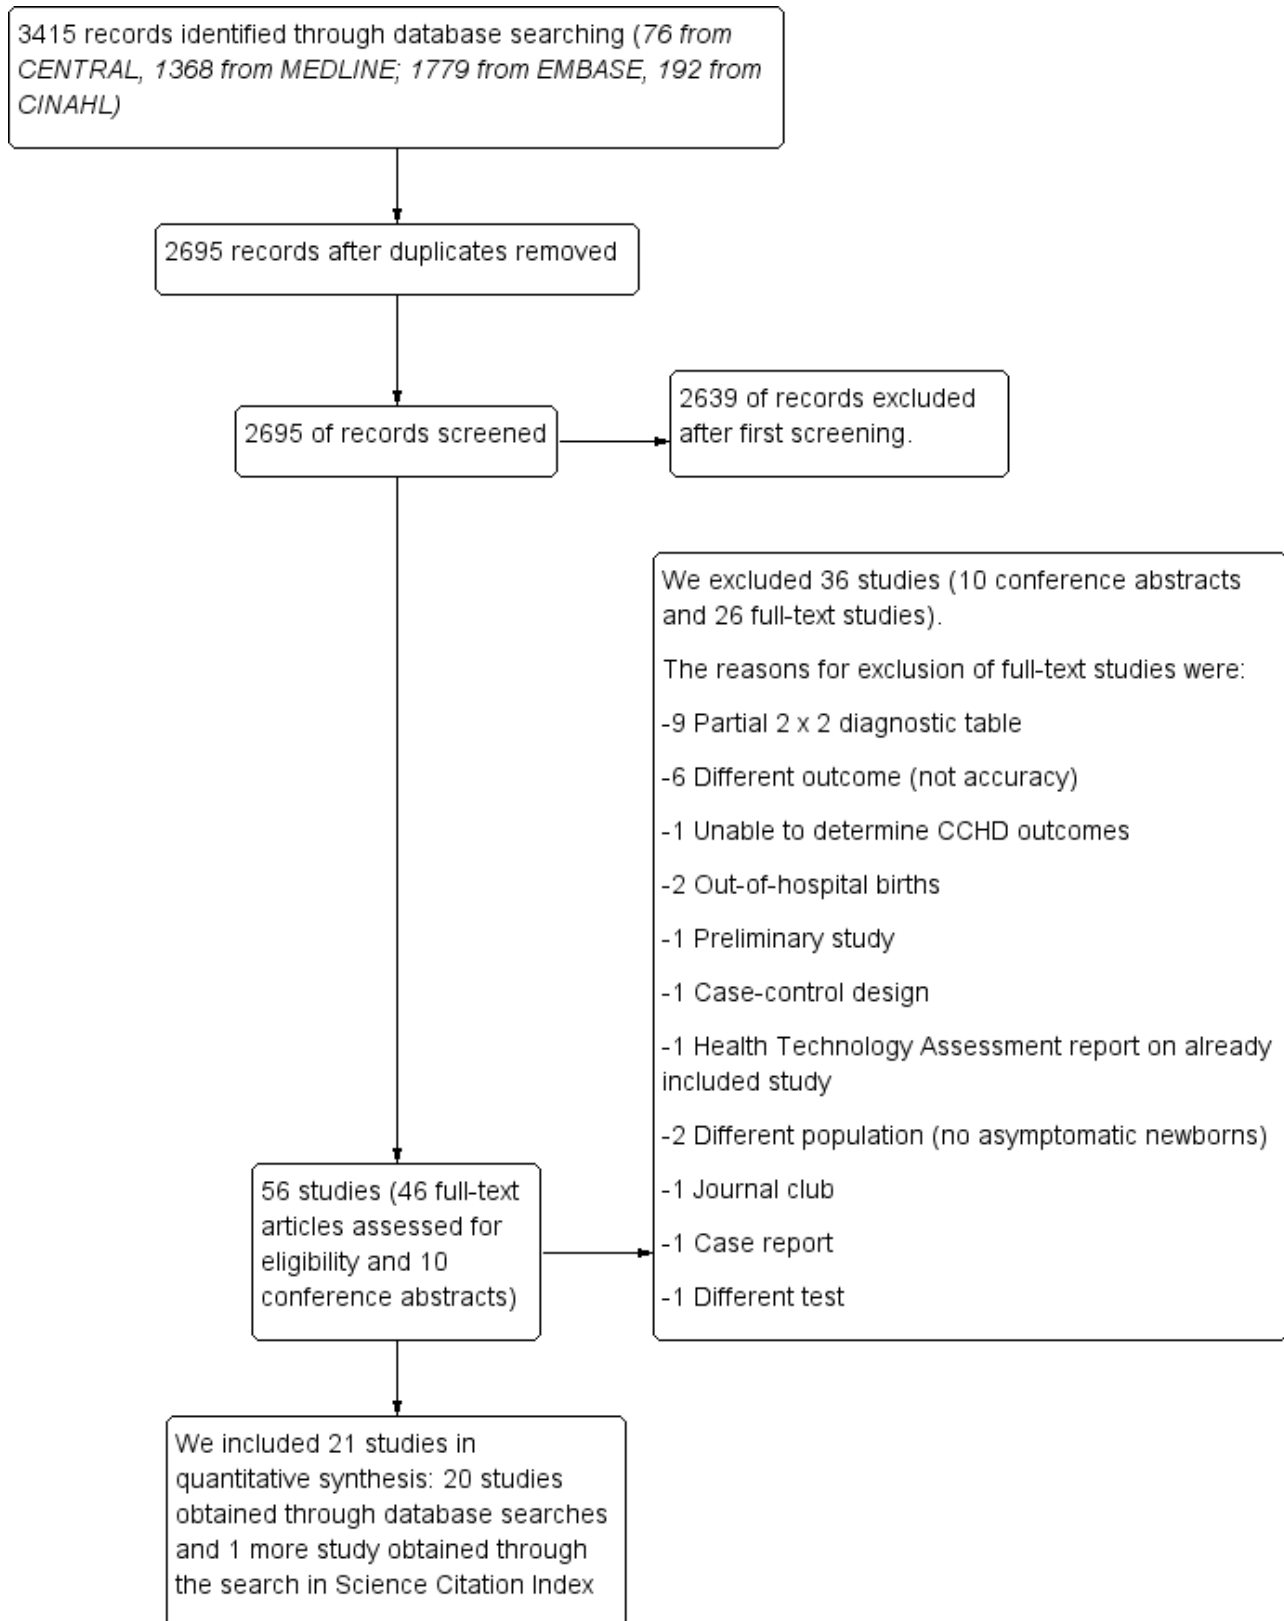 3415 records identified through database searching (76 from
CENTRAL, 1368 from MEDLINE; 1779 from EMBASE, 192 from
CINAHL)
2695 records after duplicates removed
2695 of records screened
2639 of records excluded
after first screening.
We excluded 36 studies (10 conference abstracts
and 26 full-text studies).
The reasons for exclusion of full-text studies were:
-9 Partial 2 x 2 diagnostic table
-6 Different outcome (not accuracy)
-1 Unable to determine CCHD outcomes
-2 Out-of-hospital births
-1 Preliminary study
-1 Case-control design
-1 Health Technology Assessment report on already
included study
-2 Different population (no asymptomatic newborns)
-1 Journal club
-1 Case report
-1 Different test
56 studies (46 full-text
articles assessed for
eligibility and 10
conference abstracts)
We included 21 studies in
quantitative synthesis: 20 studies
obtained through database searches
and 1 more study obtained through
the search in Science Citation Index